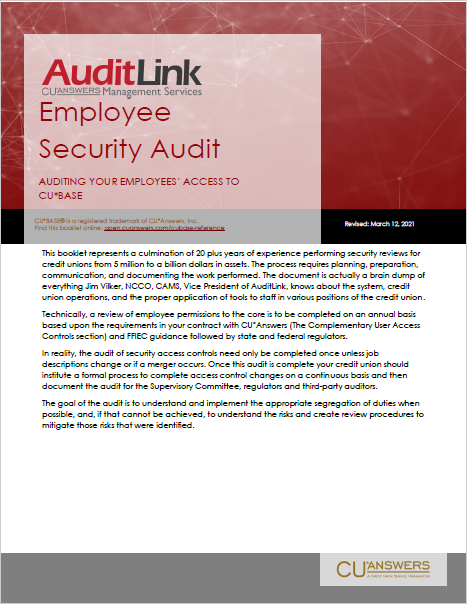 AuditLink
CU*ANSWERS Management Services
Employee
Security Audit
AUDITING YOUR EMPLOYEES' ACCESS TO
CU*BASE
CU*BASE® is a registered trademark of CU*Answers, Inc.
Find this booklet online: open.cuanswers.com/cubase-reference
Revised: March 12, 2021
This booklet represents a culmination of 20 plus years of experience performing security reviews for
credit unions from 5 million to a billion dollars in assets. The process requires planning, preparation,
communication, and documenting the work performed. The document is actually a brain dump of
everything Jim Vilker, NCCO, CAMS, Vice President of AuditLink, knows about the system, credit
union operations, and the proper application of tools to staff in various positions of the credit union.
Technically, a review of employee permissions to the core is to be completed on an annual basis
based upon the requirements in your contract with CU*Answers (The Complementary User Access
Controls section) and FFIEC guidance followed by state and federal regulators.
In reality, the audit of security access controls need only be completed once unless job
descriptions change or if a merger occurs. Once this audit is complete your credit union should
institute a formal process to complete access control changes on a continuous basis and then
document the audit for the Supervisory Committee, regulators and third-party auditors.
The goal of the audit is to understand and implement the appropriate segregation of duties when
possible, and, if that cannot be achieved, to understand the risks and create review procedures to
mitigate those risks that were identified.
CU*ANSWERS
A CREDIT UNION SERVICE ORGANIZATION